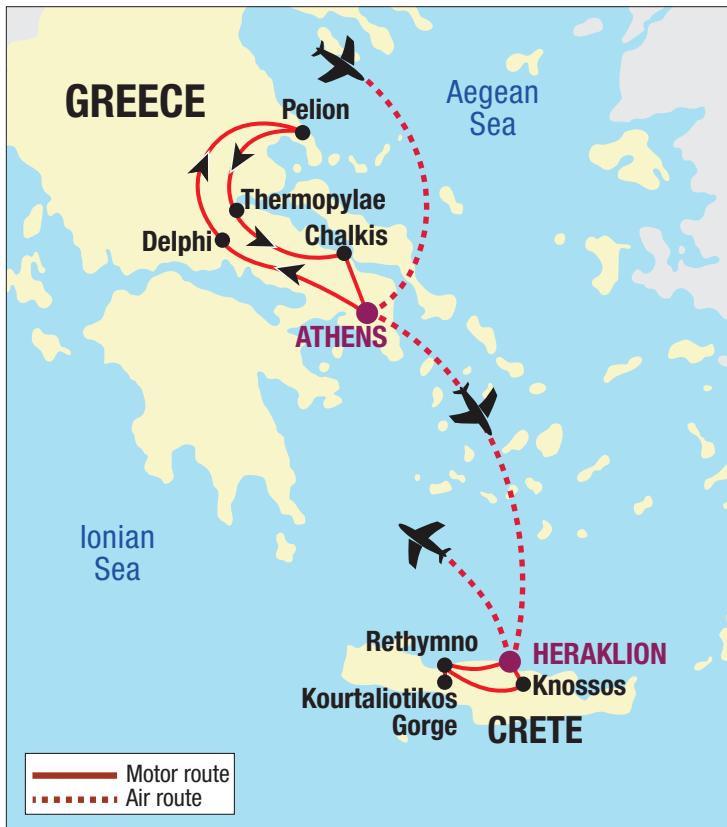 GREECE
Aegean
Sea
Pelion
Thermopylae
Delphi
Chalkis
ATHENS
Ionian
Sea
Rethymno
HERAKLION
Kourtaliotikos
Gorge
Knossos
CRETE
Motor route
Air route